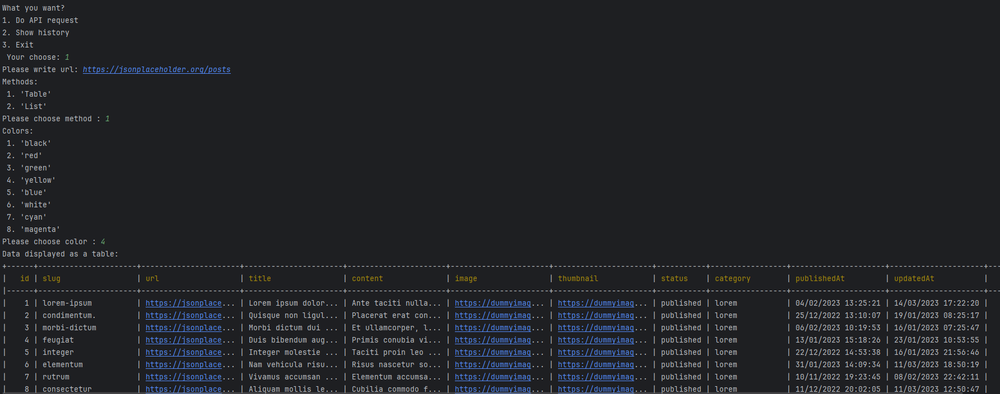 What you want?
1. Do API request
2. Show history
3. Exit
 Your choose: 1
Please write url: https://jsonplaceholder.org/posts
Methods:
 1. 'Table'
 2. 'List'
Please choose method : 1
Colors:
 1. 'black'
 2. 'red'
 3. 'green'
 4. 'yellow'
 5. 'blue'
 6. 'white'
 7. 'cyan'
 8. 'magenta'
Please choose color : 4
Data displayed as a table:
+------+----------------------+----------------------+----------------------+----------------------+----------------------+----------------------+-----------+-----------------+---------------------+---------------------+---
|   id | slug                 | url                  | title                | content              | image                | thumbnail            | status    | category        | publishedAt         | updatedAt           |
|------+----------------------+----------------------+----------------------+----------------------+----------------------+----------------------+-----------+-----------------+---------------------+---------------------+---
|    1 | lorem-ipsum          | https://jsonplace... | Lorem ipsum dolor... | Ante taciti nulla... | https://dummyimag... | https://dummyimag... | published | lorem           | 04/02/2023 13:25:21 | 14/03/2023 17:22:20 |
|    2 | condimentum.         | https://jsonplace... | Quisque non ligul... | Placerat erat con... | https://dummyimag... | https://dummyimag... | published | lorem           | 25/12/2022 13:10:07 | 19/01/2023 08:25:17 |
|    3 | morbi-dictum         | https://jsonplace... | Morbi dictum dui ... | Et ullamcorper, l... | https://dummyimag... | https://dummyimag... | published | lorem           | 06/02/2023 10:19:53 | 16/01/2023 07:25:47 |
|    4 | feugiat              | https://jsonplace... | Duis bibendum aug... | Primis conubia vi... | https://dummyimag... | https://dummyimag... | published | lorem           | 13/01/2023 15:18:26 | 23/01/2023 10:53:55 |
|    5 | integer              | https://jsonplace... | Integer molestie ... | Taciti proin leo ... | https://dummyimag... | https://dummyimag... | published | lorem           | 22/12/2022 14:53:38 | 16/01/2023 21:56:46 |
|    6 | elementum            | https://jsonplace... | Nam vehicula risu... | Risus nascetur so... | https://dummyimag... | https://dummyimag... | published | lorem           | 31/01/2023 14:09:34 | 11/03/2023 18:50:19 |
|    7 | rutrum               | https://jsonplace... | Vivamus accumsan ... | Elementum accumsa... | https://dummyimag... | https://dummyimag... | published | lorem           | 10/11/2022 19:23:45 | 08/02/2023 22:42:11 |
|    8 | consectetur          | https://jsonplace... | Aliquam mollis le... | Cubilia commodo f... | https://dummyimag... | https://dummyimag... | published | lorem           | 11/12/2022 20:02:05 | 11/03/2023 12:50:47 |